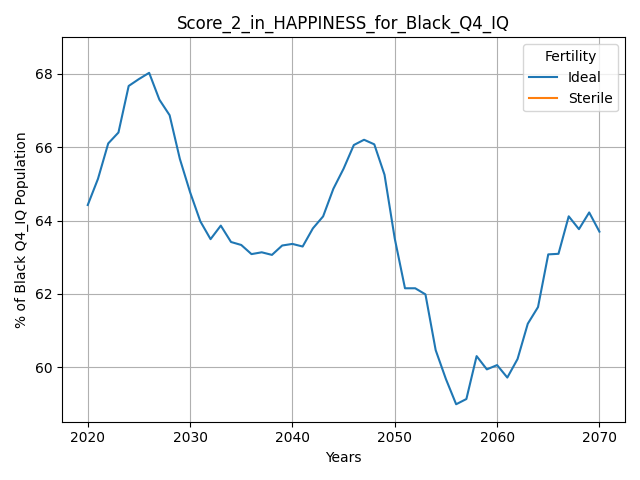 Score_2_in_HAPPINESS_for_Black_Q4_IQ
Fertility
Ideal
Sterile
% of Black Q4_IQ Population
68
66
64
62
60
2020
2030
2040
2050
2060
2070
Years